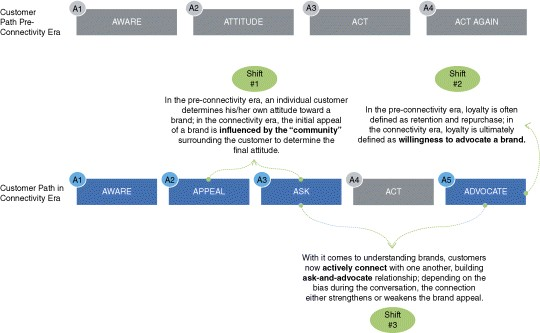 Customer
Path Pre-
Connectivity Era
A1
AWARE
A2
ATTITUDE
A3
ACT
A4
ACT AGAIN
Shift
#1
In the pre-connectivity era, an individual customer
determines his/her own attitude toward a
brand; in the connectivity era, the initial appeal
of a brand is influenced by the “community”
surrounding the customer to determine the
final attitude.
Shift
#2
In the pre-connectivity era, loyalty is often
defined as retention and repurchase; in
the connectivity era, loyalty is ultimately
defined as willingness to advocate a brand.
Customer Path in
Connectivity Era
A1
AWARE
A2
APPEAL
A3
ASK
A4
ACT
A5
ADVOCATE
With it comes to understanding brands, customers
now actively connect with one another, building
ask-and-advocate relationship; depending on the
bias during the conversation, the connection
either strengthens or weakens the brand appeal.
Shift
#3